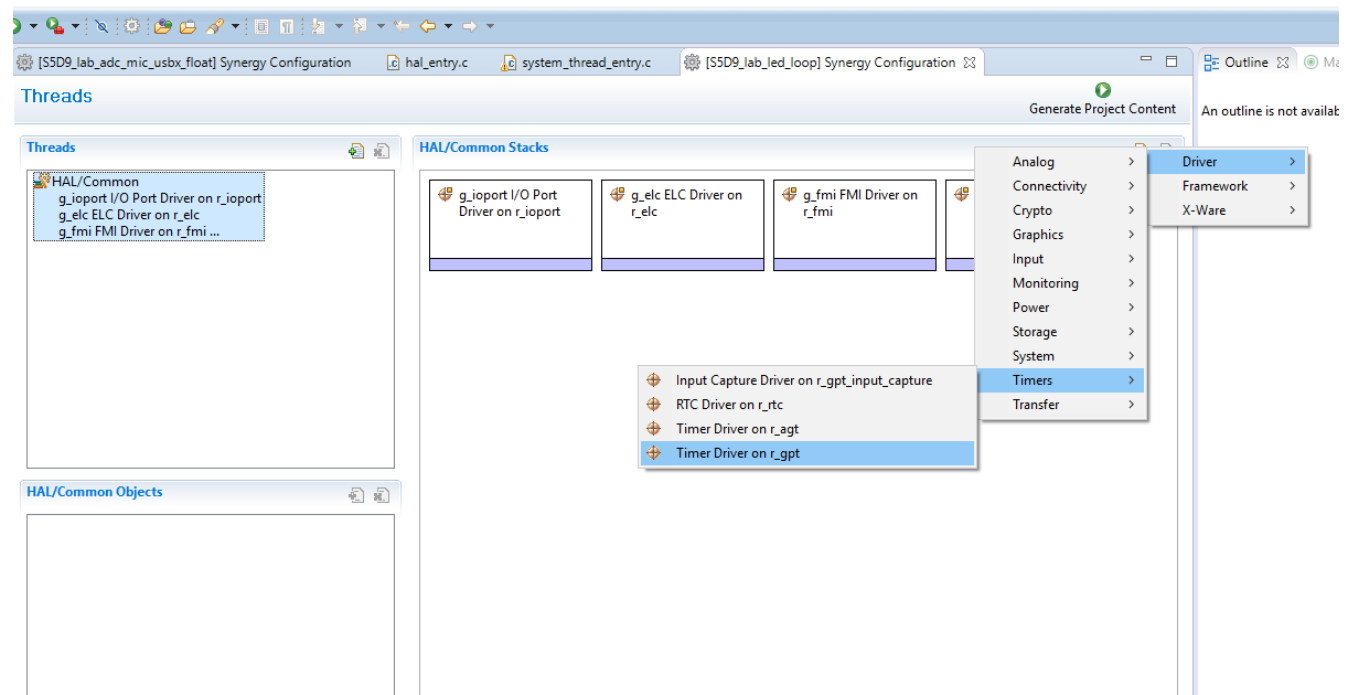 [S5D9_lab_adc_mic_usbx_float] Synergy Configuration
hal_entry.c
system_thread_entry.c
[S5D9_lab_led_loop] Synergy Configuration
Outline
Threads
Generate Project Content
An outline is not availab
Threads
HAL/Common
g_ioport I/O Port Driver on r_ioport
g_elc ELC Driver on r_elc
g_fmi FMI Driver on r_fmi ...
HAL/Common Stacks
g_ioport I/O Port
Driver on r_ioport
g_elc ELC Driver on
r_elc
g_fmi FMI Driver on
r_fmi
Analog
Connectivity
Crypto
Graphics
Input
Monitoring
Power
Storage
System
Timers
Transfer
Driver
Framework
X-Ware
Input Capture Driver on r_gpt_input_capture
RTC Driver on r_rtc
Timer Driver on r_agt
Timer Driver on r_gpt
HAL/Common Objects